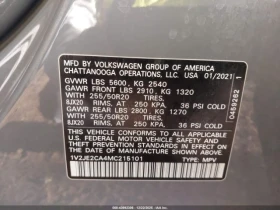 MFD. BY VOLKSWAGEN GROUP OF AMERICA
CHATTANOOGA OPERATIONS, LLC. USA 01/2021
GVWR LBS 5600 KG 2540
GAWR FRONT LBS 2910 KG 1320
WITH 255/50R20 TIRES,
8JX20 RIMS, AT 250 KPA, 36 PSI COLD
GAWR REAR LBS 2800 KG 1270
WITH 255/50R20 TIRES,
8JX20 RIMS, AT 250 KPA, 36 PSI COLD
THIS VEHICLE CONFORMS TO ALL APPLICABLE
U.S. FEDERAL MOTOR VEHICLE SAFETY, BUMPER
AND THEFT PREVENTION STANDARDS IN EFFECT
ON THE DATE OF MANUFACTURE SHOWN ABOVE.
1V2JE2CA4MC215101 TYPE: MPV
0459262 1